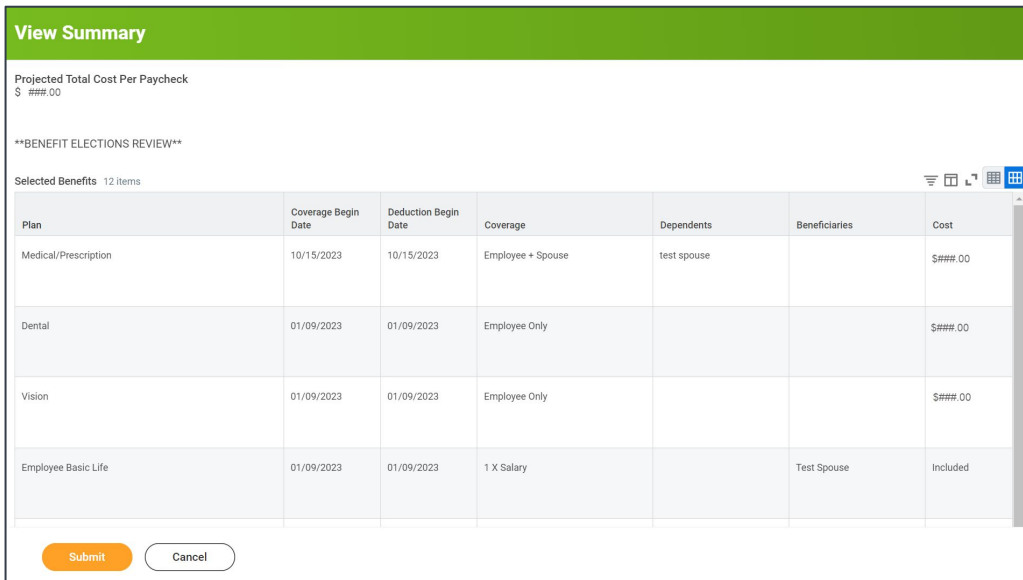 View Summary
Projected Total Cost Per Paycheck
$ ###.00
**BENEFIT ELECTIONS REVIEW**
Selected Benefits 12 items
Plan Coverage Begin Date Deduction Begin Date Coverage Dependents Beneficiaries Cost
Medical/Prescription 10/15/2023 10/15/2023 Employee + Spouse test spouse $###.00
Dental 01/09/2023 01/09/2023 Employee Only $###.00
Vision 01/09/2023 01/09/2023 Employee Only $###.00
Employee Basic Life 01/09/2023 01/09/2023 1 X Salary Test Spouse Included
Submit Cancel